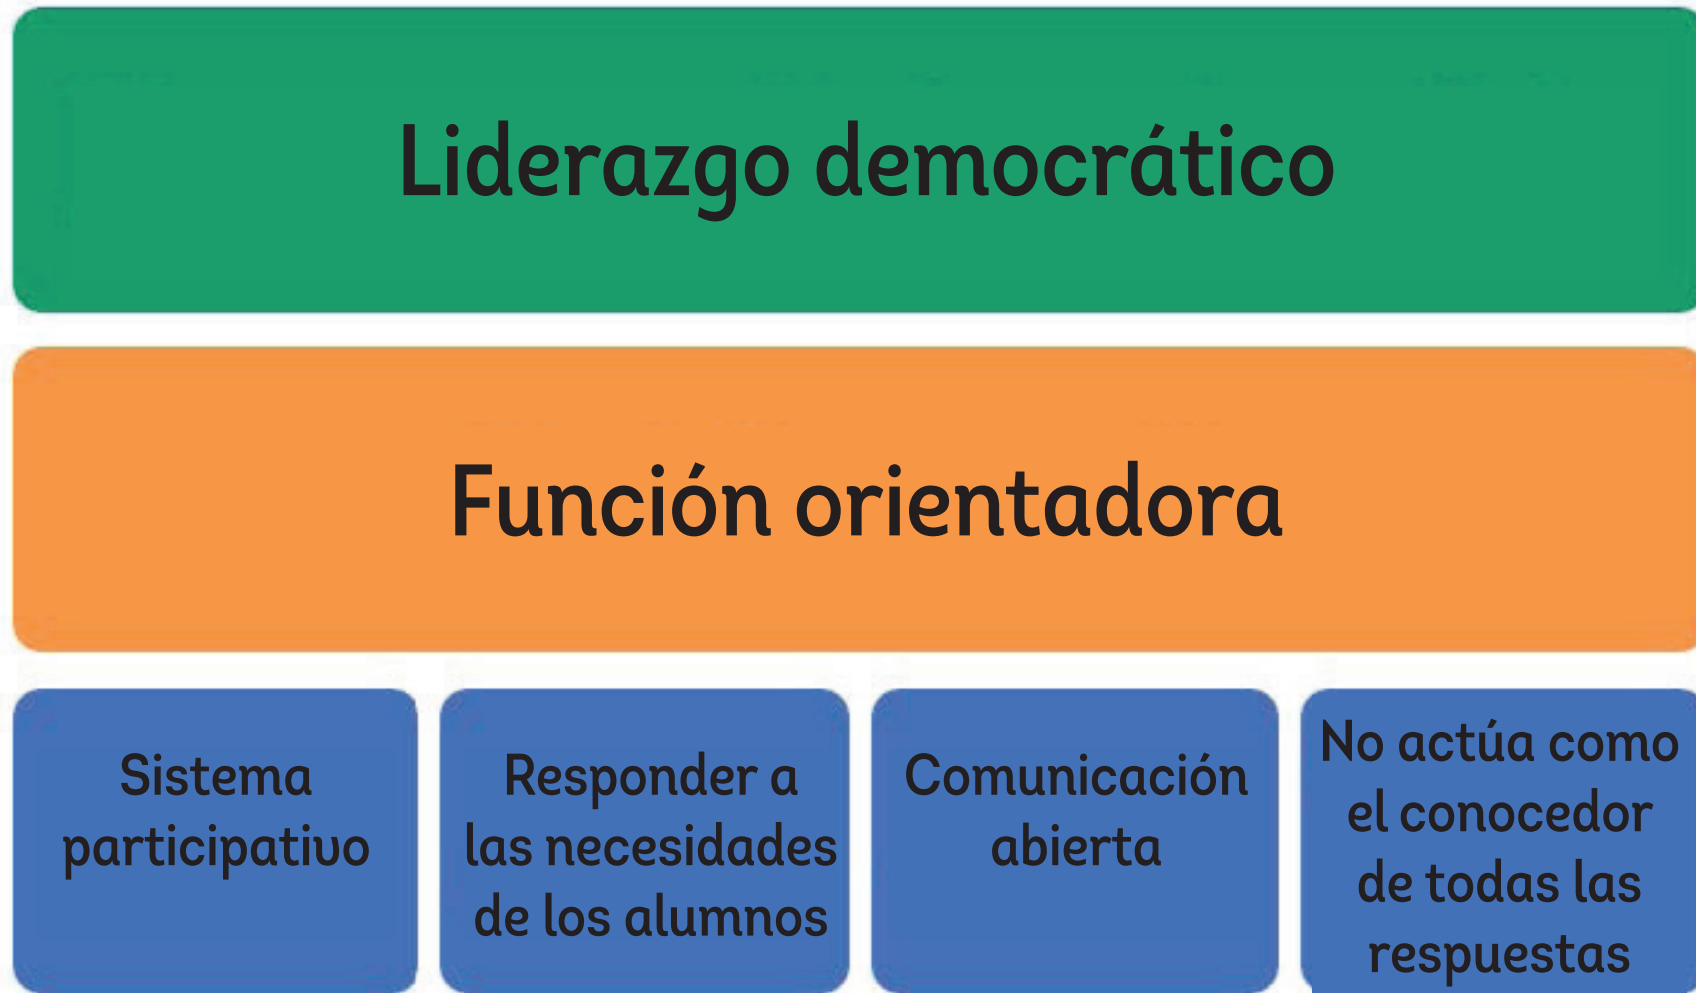 Liderazgo democrático
Función orientadora
Sistema
participativo
Responder a
las necesidades
de los alumnos
Comunicación
abierta
No actúa como
el conocedor
de todas las
respuestas